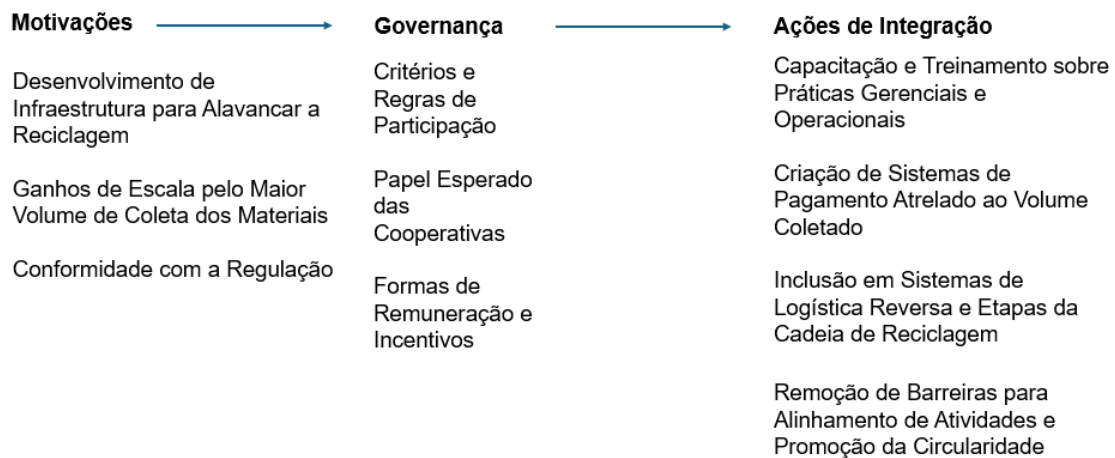 Motivações
Desenvolvimento de
Infraestrutura para Alavancar a
Reciclagem
Ganhos de Escala pelo Maior
Volume de Coleta dos Materiais
Conformidade com a Regulação
Governança
Critérios e
Regras de
Participação
Papel Esperado
das
Cooperativas
Formas de
Remuneração e
Incentivos
Ações de Integração
Capacitação e Treinamento sobre
Práticas Gerenciais e
Operacionais
Criação de Sistemas de
Pagamento Atrelado ao Volume
Coletado
Inclusão em Sistemas de
Logística Reversa e Etapas da
Cadeia de Reciclagem
Remoção de Barreiras para
Alinhamento de Atividades e
Promoção da Circularidade